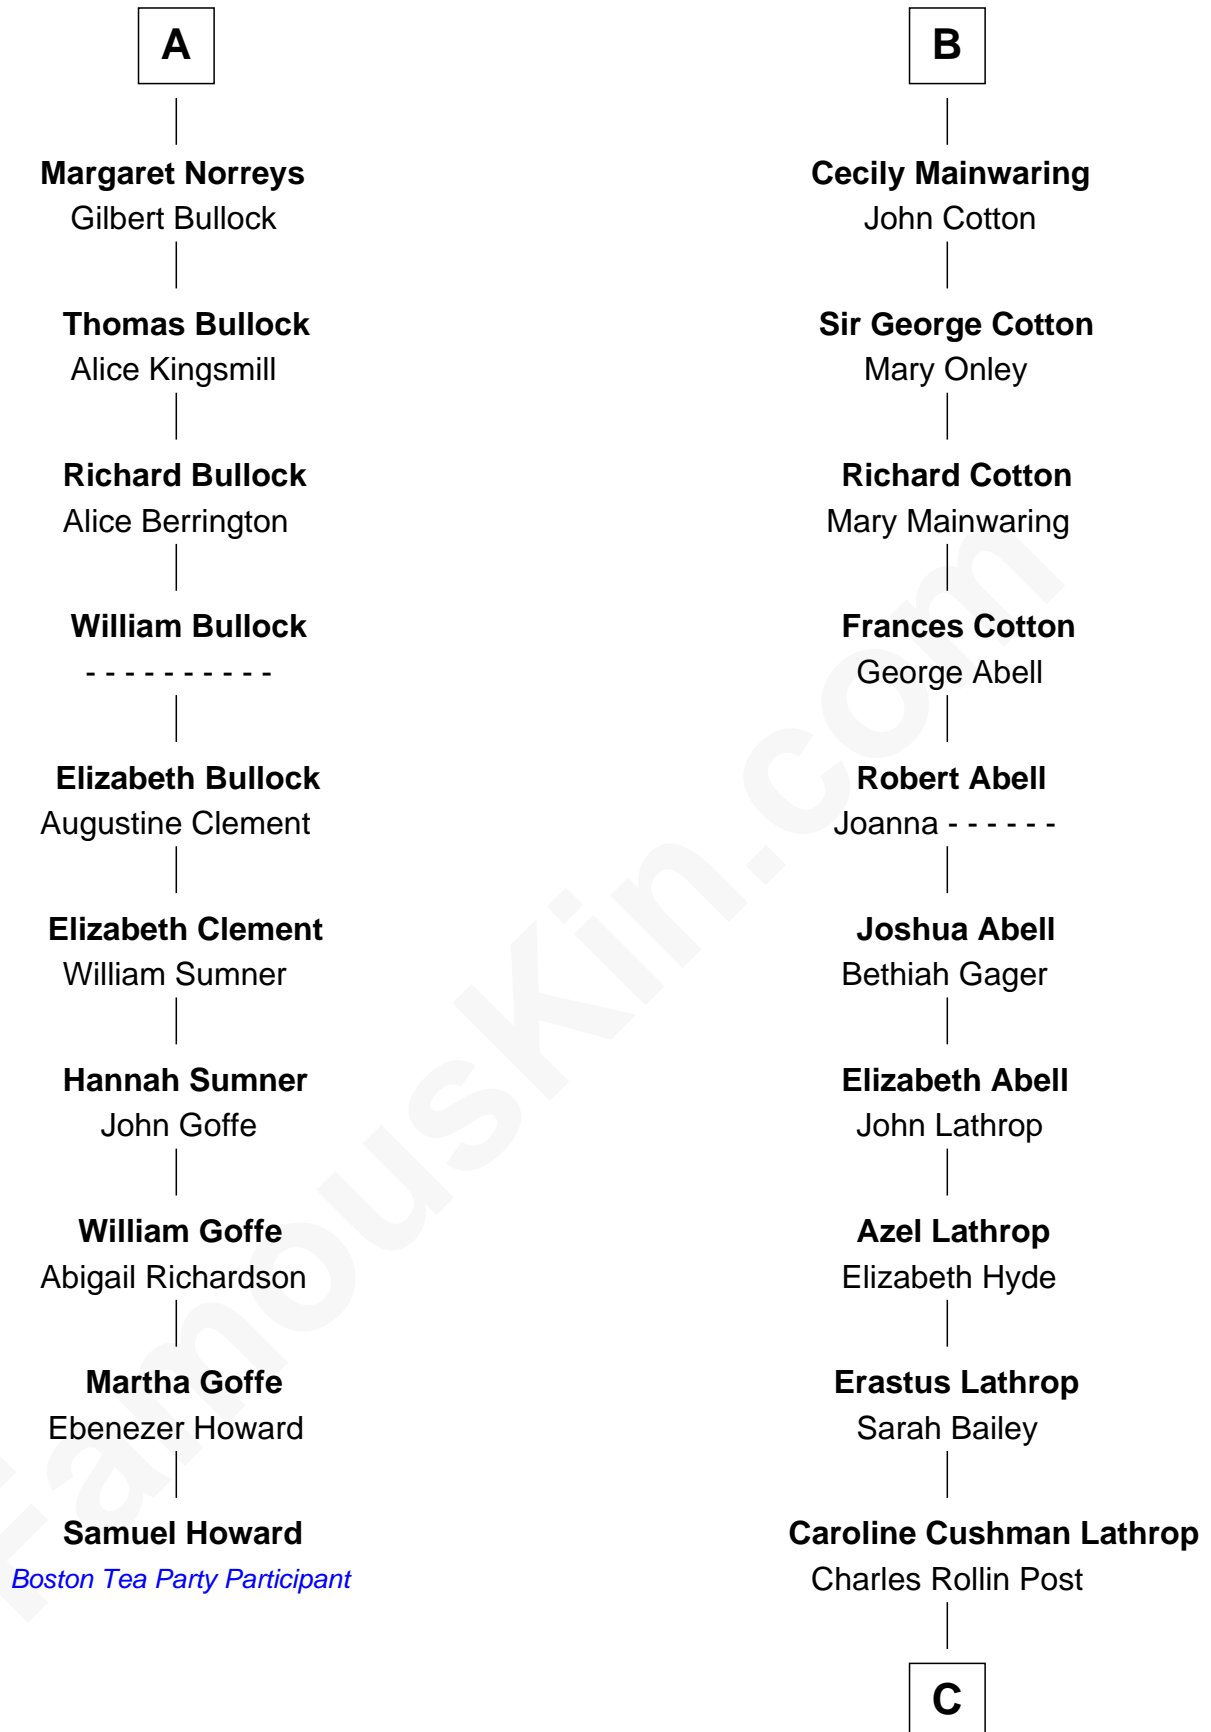 A
Margaret Norreys
Gilbert Bullock
Thomas Bullock
Alice Kingsmill
Richard Bullock
Alice Berrington
William Bullock
- - - - - - - - - -
Elizabeth Bullock
Augustine Clement
Elizabeth Clement
William Sumner
Hannah Sumner
John Goffe
William Goffe
Abigail Richardson
Martha Goffe
Ebenezer Howard
Samuel Howard
Boston Tea Party Participant
B
Cecily Mainwaring
John Cotton
Sir George Cotton
Mary Onley
Richard Cotton
Mary Mainwaring
Frances Cotton
George Abell
Robert Abell
Joanna - - - - - -
Joshua Abell
Bethiah Gager
Elizabeth Abell
John Lathrop
Azel Lathrop
Elizabeth Hyde
Erastus Lathrop
Sarah Bailey
Caroline Cushman Lathrop
Charles Rollin Post
C
FamousKin.com